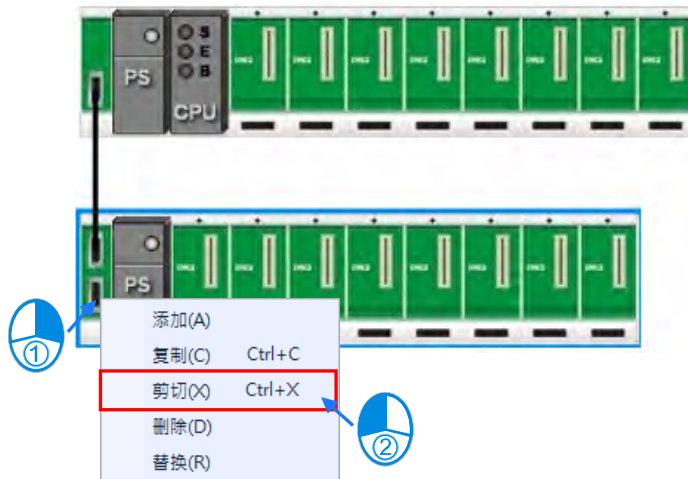 PS
S
E
B
CPU
PS
添加(A)
复制(C) Ctrl+C
剪切(X) Ctrl+X
删除(D)
替换(R)
①
②